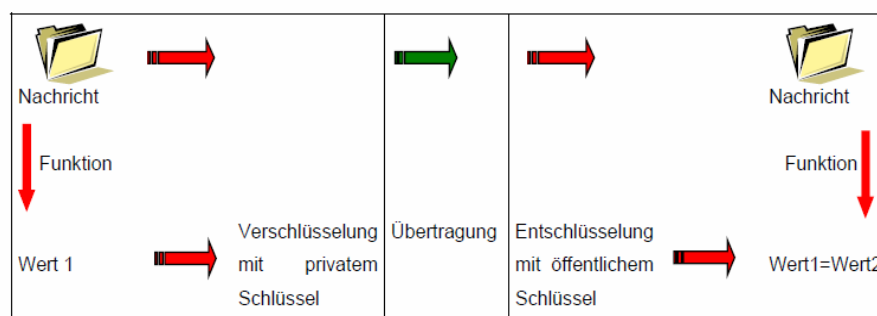 Nachricht
Nachricht
Funktion
Funktion
Wert 1
Verschlüsselung
mit privatem
Schlüssel
Übertragung
Entschlüsselung
mit öffentlichem
Schlüssel
Wert1=Wert2